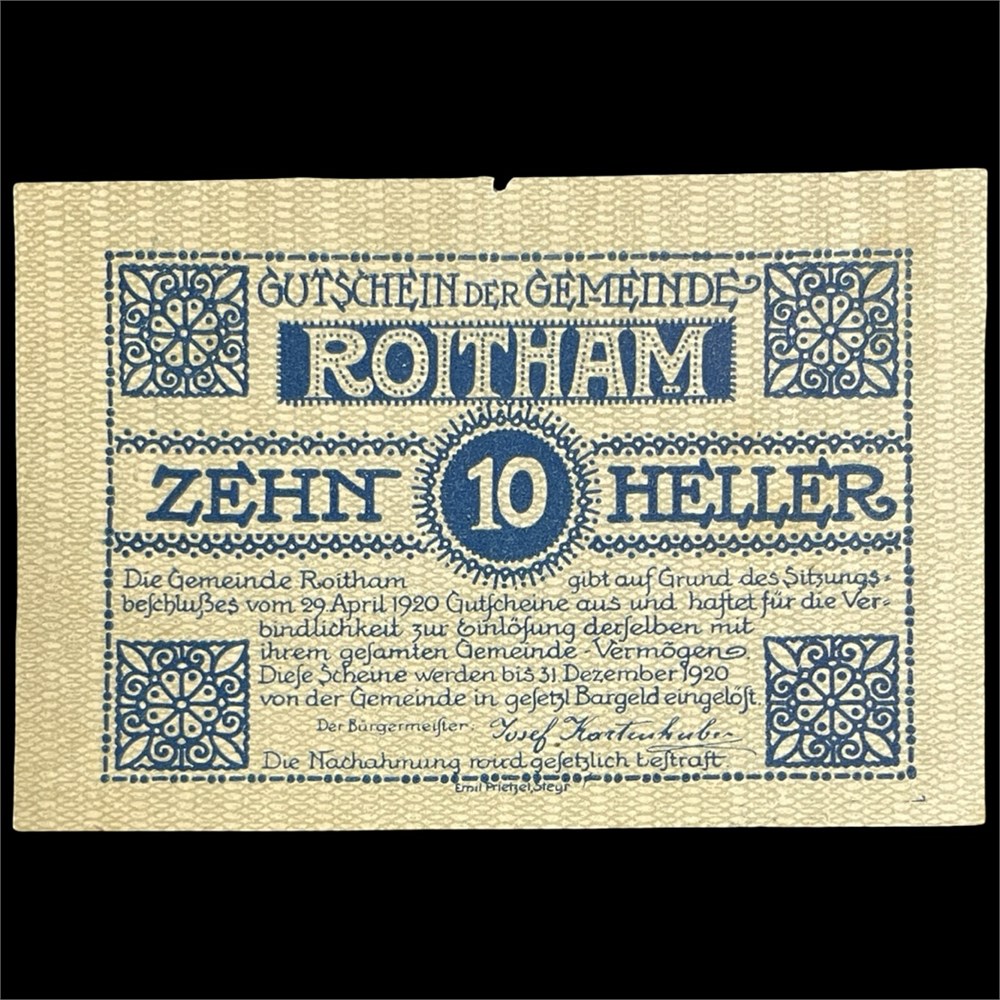 GUTSCHEIN DER GEMEINDE
ROITHAM
ZEHN 10 HELLER
Die Gemeinde Roitham gibt auf Grund des Sitzungs-
beſchlußes vom 29. April 1920 Gutſcheine aus und haftet für die Ver-
bindlichkeit zur Einlöſung derſelben mit
ihrem geſamten Gemeinde-Vermögen.
Dieſe Scheine werden bis 31. Dezember 1920
von der Gemeinde in geſetzl Bargeld eingelöſt.
Der Bürgermeiſter: Josef Kartenhuber
Die Nachahmung wird geſetzlich beſtraft.
Emil Prietzel, Steyr